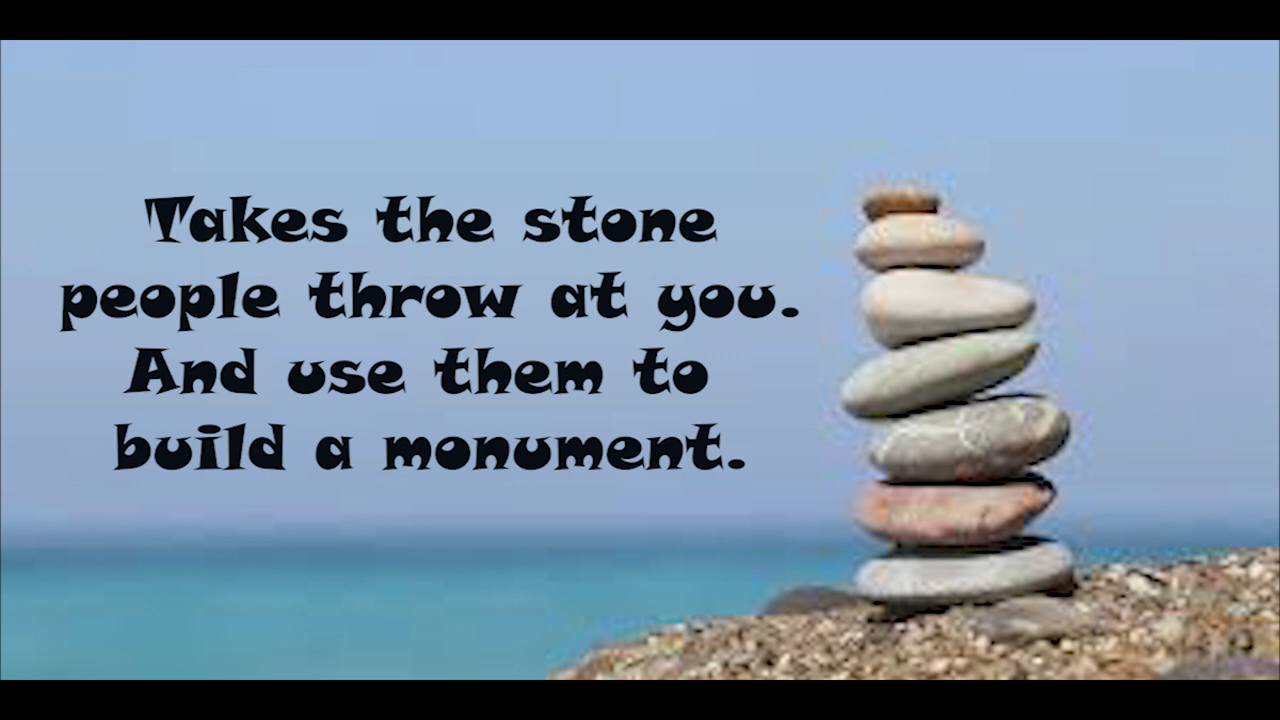 Takes the stone
people throw at you.
And use them to
build a monument.